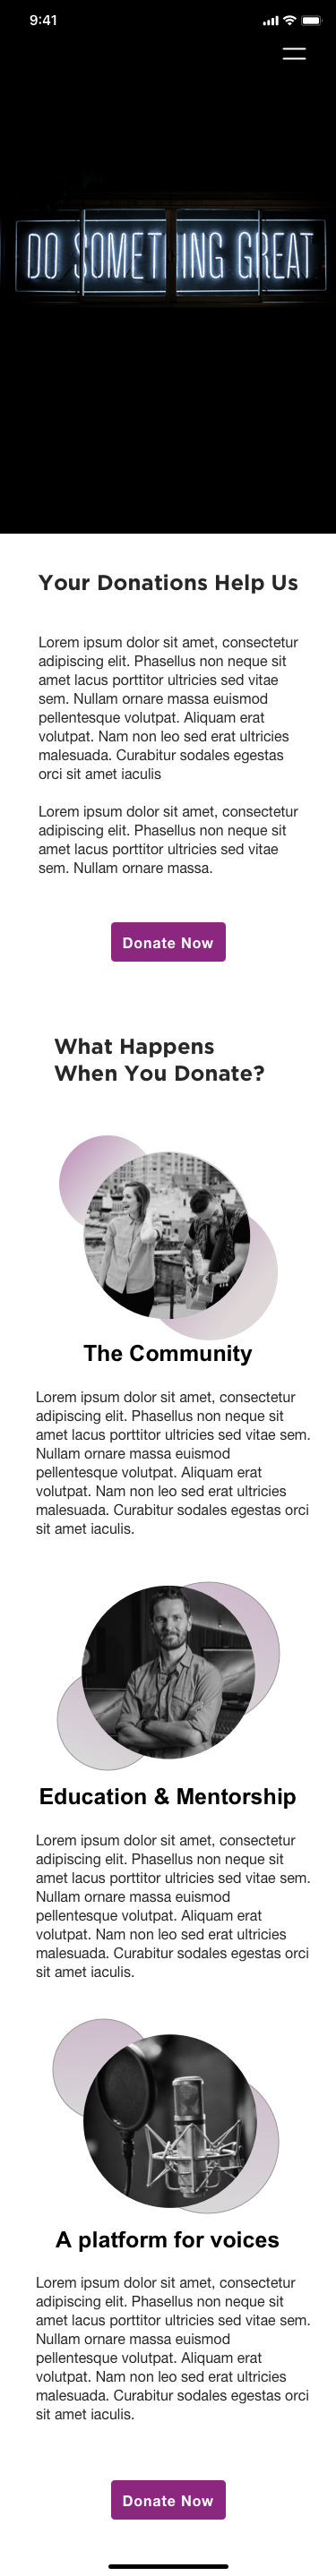 9:41
DO SOMETHING GREAT
Your Donations Help Us
Lorem ipsum dolor sit amet, consectetur
adipiscing elit. Phasellus non neque sit
amet lacus porttitor ultricies sed vitae
sem. Nullam ornare massa euismod
pellentesque volutpat. Aliquam erat
volutpat. Nam non leo sed erat ultricies
malesuada. Curabitur sodales egestas
orci sit amet iaculis
Lorem ipsum dolor sit amet, consectetur
adipiscing elit. Phasellus non neque sit
amet lacus porttitor ultricies sed vitae
sem. Nullam ornare massa.
Donate Now
What Happens
When You Donate?
The Community
Lorem ipsum dolor sit amet, consectetur
adipiscing elit. Phasellus non neque sit
amet lacus porttitor ultricies sed vitae sem.
Nullam ornare massa euismod
pellentesque volutpat. Aliquam erat
volutpat. Nam non leo sed erat ultricies
malesuada. Curabitur sodales egestas orci
sit amet iaculis.
Education & Mentorship
Lorem ipsum dolor sit amet, consectetur
adipiscing elit. Phasellus non neque sit
amet lacus porttitor ultricies sed vitae sem.
Nullam ornare massa euismod
pellentesque volutpat. Aliquam erat
volutpat. Nam non leo sed erat ultricies
malesuada. Curabitur sodales egestas orci
sit amet iaculis.
A platform for voices
Lorem ipsum dolor sit amet, consectetur
adipiscing elit. Phasellus non neque sit
amet lacus porttitor ultricies sed vitae sem.
Nullam ornare massa euismod
pellentesque volutpat. Aliquam erat
volutpat. Nam non leo sed erat ultricies
malesuada. Curabitur sodales egestas orci
sit amet iaculis.
Donate Now